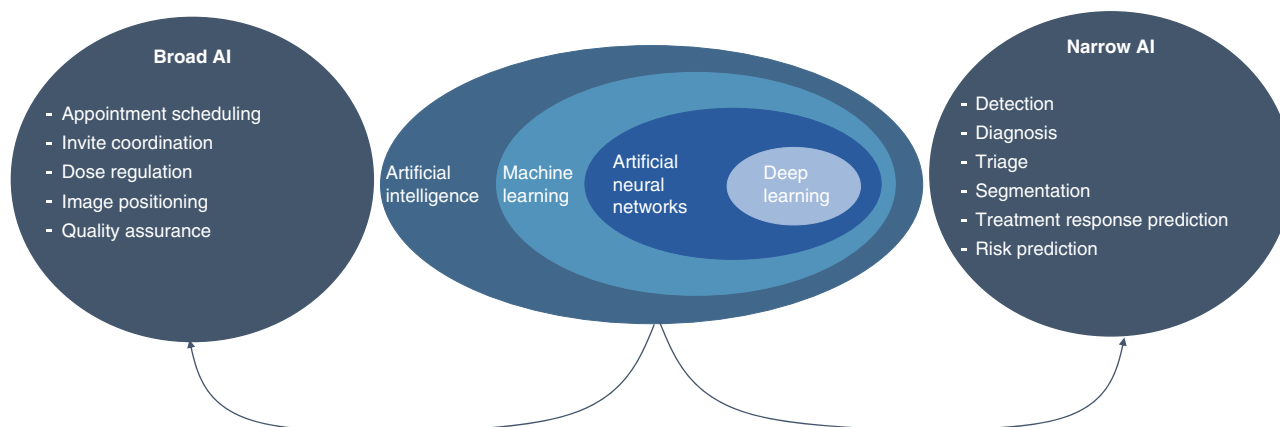 Broad AI
- Appointment scheduling
- Invite coordination
- Dose regulation
- Image positioning
- Quality assurance
Artificial
intelligence
Machine
learning
Artificial
neural
networks
Deep
learning
Narrow AI
- Detection
- Diagnosis
- Triage
- Segmentation
- Treatment response prediction
- Risk prediction